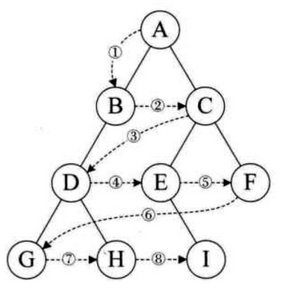 A
①
B ② C
③
D ④ E ⑤ F
⑥
G ⑦ H ⑧ I